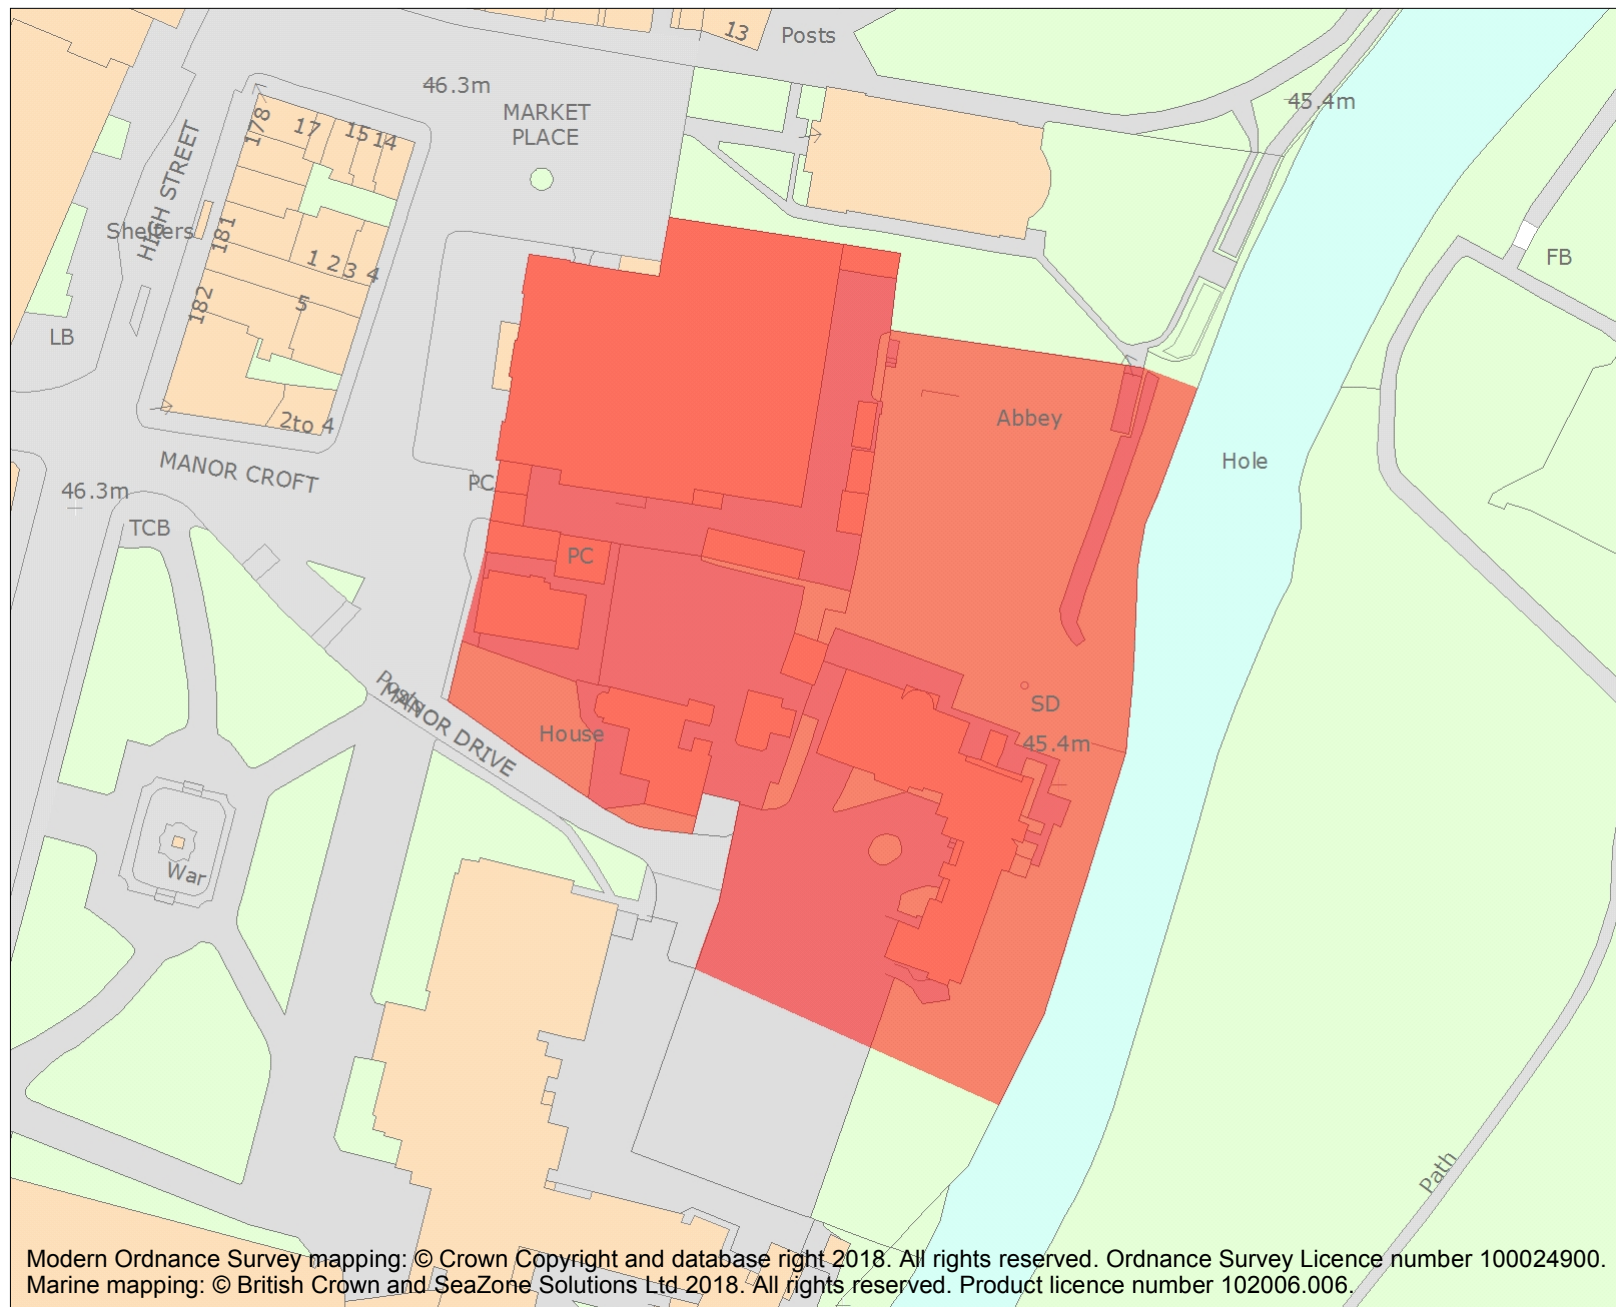 13
Posts
46.3m
MARKET
PLACE
45.4m
178
17
15
14
HIGH STREET
Shelters
181
1
2
3
4
FB
182
5
LB
2to 4
Abbey
MANOR CROFT
PC
Hole
46.3m
TCB
PC
Posts
MANOR DRIVE
House
SD
45.4m
War
Path
Modern Ordnance Survey mapping: © Crown Copyright and database right 2018. All rights reserved. Ordnance Survey Licence number 100024900.
Marine mapping: © British Crown and SeaZone Solutions Ltd 2018. All rights reserved. Product licence number 102006.006.